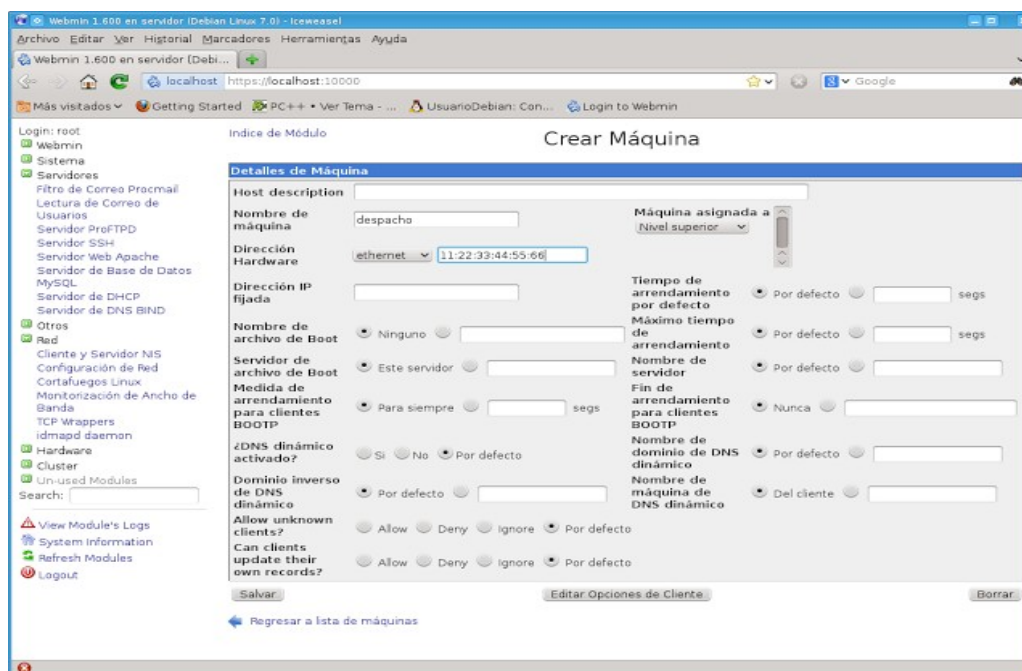 Webmin 1.600 en servidor (Debian Linux 7.0) - Iceweasel
Archivo Editar Ver Historial Marcadores Herramientas Ayuda
Webmin 1.600 en servidor (Debi...
localhost https://localhost:10000
Google
Más visitados Getting Started PC++ • Ver Tema - ... UsuarioDebian: Con... Login to Webmin
Login: root
Webmin
Sistema
Servidores
Filtro de Correo Procmail
Lectura de Correo de
Usuarios
Servidor ProFTPD
Servidor SSH
Servidor Web Apache
Servidor de Base de Datos
MySQL
Servidor de DHCP
Servidor de DNS BIND
Otros
Red
Cliente y Servidor NIS
Configuración de Red
Cortafuegos Linux
Monitorización de Ancho de
Banda
TCP Wrappers
idmapd daemon
Hardware
Cluster
Un-used Modules
Search:
View Module's Logs
System Information
Refresh Modules
Logout
Indice de Módulo
Crear Máquina
Detalles de Máquina
Host description
Nombre de
máquina
despacho
Máquina asignada a
Nivel superior
Dirección
Hardware
ethernet 11:22:33:44:55:66
Dirección IP
fijada
Tiempo de
arrendamiento
por defecto
Por defecto segs
Nombre de
archivo de Boot
Ninguno
Máximo tiempo
de
arrendamiento
Por defecto segs
Servidor de
archivo de Boot
Este servidor
Nombre de
servidor
Por defecto
Medida de
arrendamiento
para clientes
BOOTP
Para siempre segs
Fin de
arrendamiento
para clientes
BOOTP
Nunca
¿DNS dinámico
activado?
Si No Por defecto
Nombre de
dominio de DNS
dinámico
Por defecto
Dominio inverso
de DNS
dinámico
Por defecto
Nombre de
máquina de
DNS dinámico
Del cliente
Allow unknown
clients?
Allow Deny Ignore Por defecto
Can clients
update their
own records?
Allow Deny Ignore Por defecto
Salvar
Editar Opciones de Cliente
Borrar
Regresar a lista de máquinas